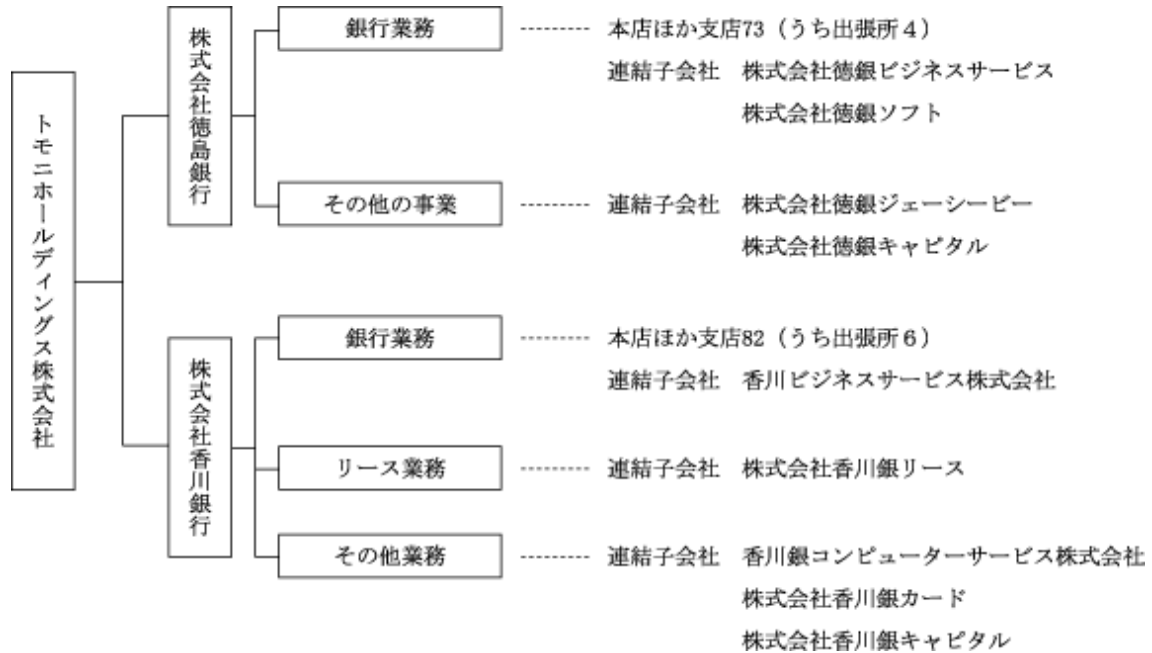 トモニホールディングス株式会社
株式会社徳島銀行
銀行業務
本店ほか支店73（うち出張所４）
連結子会社　株式会社徳銀ビジネスサービス
株式会社徳銀ソフト
その他の事業
連結子会社　株式会社徳銀ジェーシービー
株式会社徳銀キャピタル
株式会社香川銀行
銀行業務
本店ほか支店82（うち出張所６）
連結子会社　香川ビジネスサービス株式会社
リース業務
連結子会社　株式会社香川銀リース
その他業務
連結子会社　香川銀コンピューターサービス株式会社
株式会社香川銀カード
株式会社香川銀キャピタル